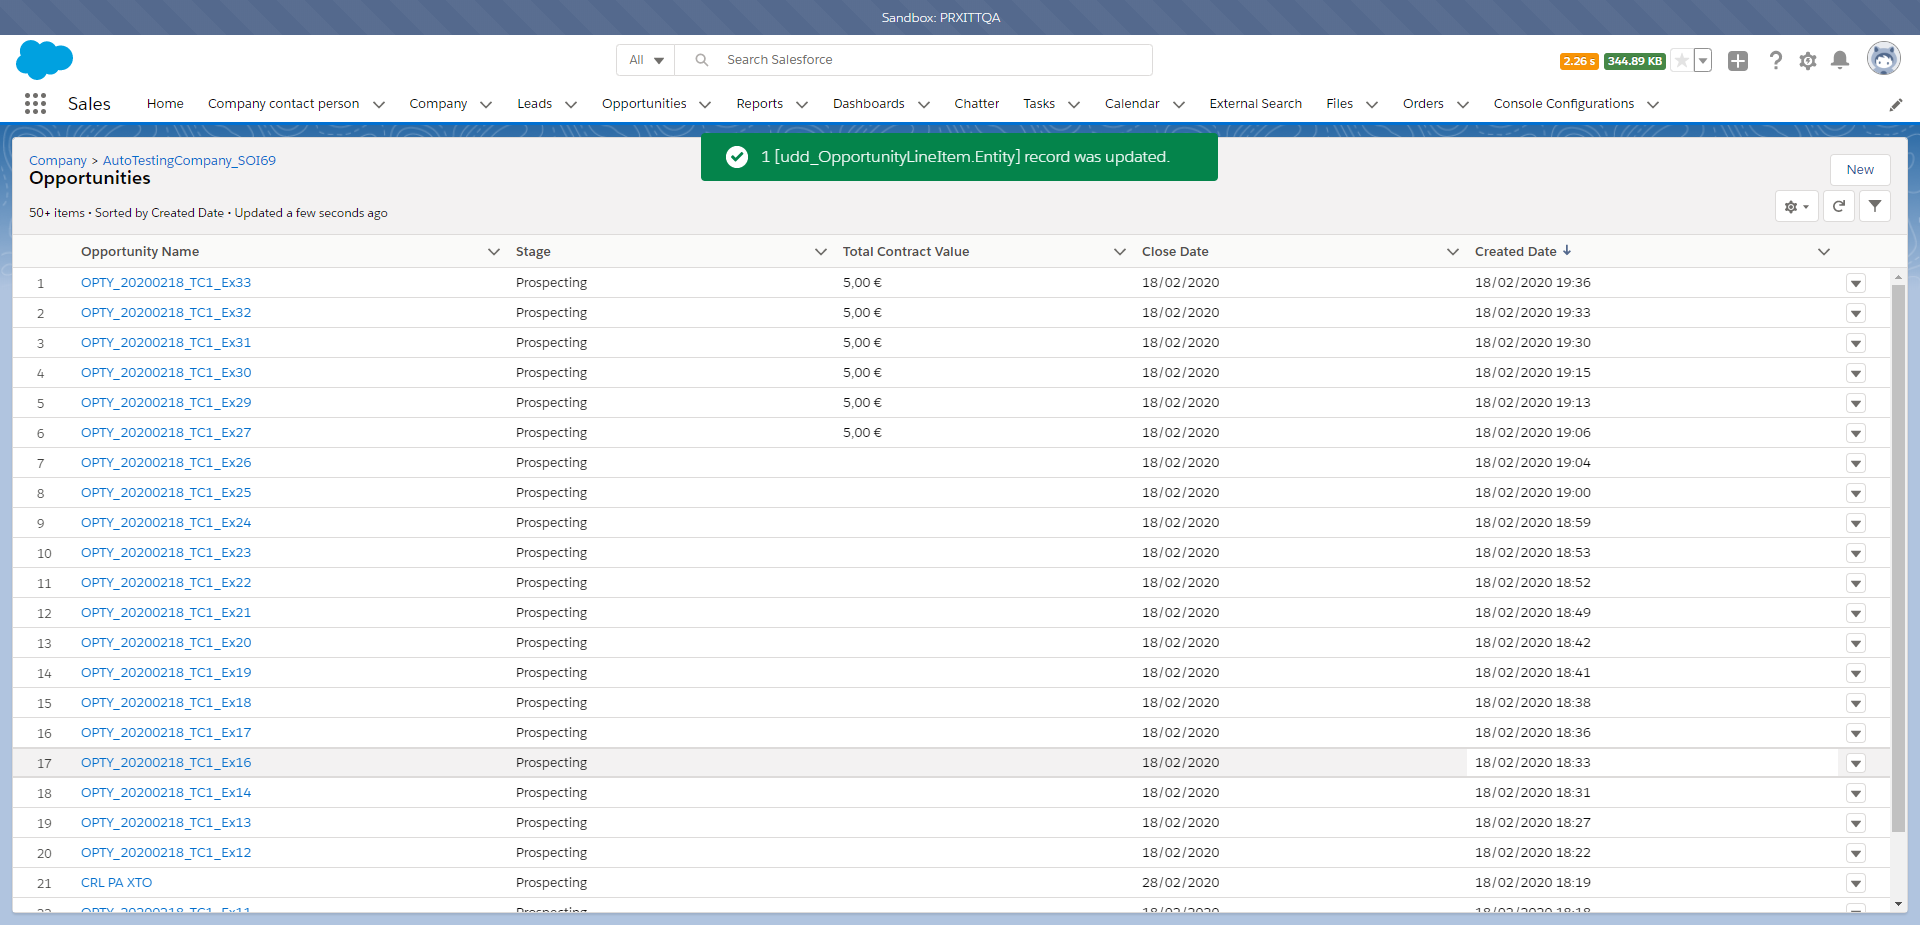 Sandbox: PRXITTQA
All Search Salesforce 2.26 s 344.89 KB
Sales Home Company contact person Company Leads Opportunities Reports Dashboards Chatter Tasks Calendar External Search Files Orders Console Configurations
1 [udd_OpportunityLineItem.Entity] record was updated.
Company > AutoTestingCompany_SOI69
Opportunities
New
50+ items • Sorted by Created Date • Updated a few seconds ago
Opportunity Name Stage Total Contract Value Close Date Created Date
1 OPTY_20200218_TC1_Ex33 Prospecting 5,00 € 18/02/2020 18/02/2020 19:36
2 OPTY_20200218_TC1_Ex32 Prospecting 5,00 € 18/02/2020 18/02/2020 19:33
3 OPTY_20200218_TC1_Ex31 Prospecting 5,00 € 18/02/2020 18/02/2020 19:30
4 OPTY_20200218_TC1_Ex30 Prospecting 5,00 € 18/02/2020 18/02/2020 19:15
5 OPTY_20200218_TC1_Ex29 Prospecting 5,00 € 18/02/2020 18/02/2020 19:13
6 OPTY_20200218_TC1_Ex27 Prospecting 5,00 € 18/02/2020 18/02/2020 19:06
7 OPTY_20200218_TC1_Ex26 Prospecting 18/02/2020 18/02/2020 19:04
8 OPTY_20200218_TC1_Ex25 Prospecting 18/02/2020 18/02/2020 19:00
9 OPTY_20200218_TC1_Ex24 Prospecting 18/02/2020 18/02/2020 18:59
10 OPTY_20200218_TC1_Ex23 Prospecting 18/02/2020 18/02/2020 18:53
11 OPTY_20200218_TC1_Ex22 Prospecting 18/02/2020 18/02/2020 18:52
12 OPTY_20200218_TC1_Ex21 Prospecting 18/02/2020 18/02/2020 18:49
13 OPTY_20200218_TC1_Ex20 Prospecting 18/02/2020 18/02/2020 18:42
14 OPTY_20200218_TC1_Ex19 Prospecting 18/02/2020 18/02/2020 18:41
15 OPTY_20200218_TC1_Ex18 Prospecting 18/02/2020 18/02/2020 18:38
16 OPTY_20200218_TC1_Ex17 Prospecting 18/02/2020 18/02/2020 18:36
17 OPTY_20200218_TC1_Ex16 Prospecting 18/02/2020 18/02/2020 18:33
18 OPTY_20200218_TC1_Ex14 Prospecting 18/02/2020 18/02/2020 18:31
19 OPTY_20200218_TC1_Ex13 Prospecting 18/02/2020 18/02/2020 18:27
20 OPTY_20200218_TC1_Ex12 Prospecting 18/02/2020 18/02/2020 18:22
21 CRL PA XTO Prospecting 28/02/2020 18/02/2020 18:19